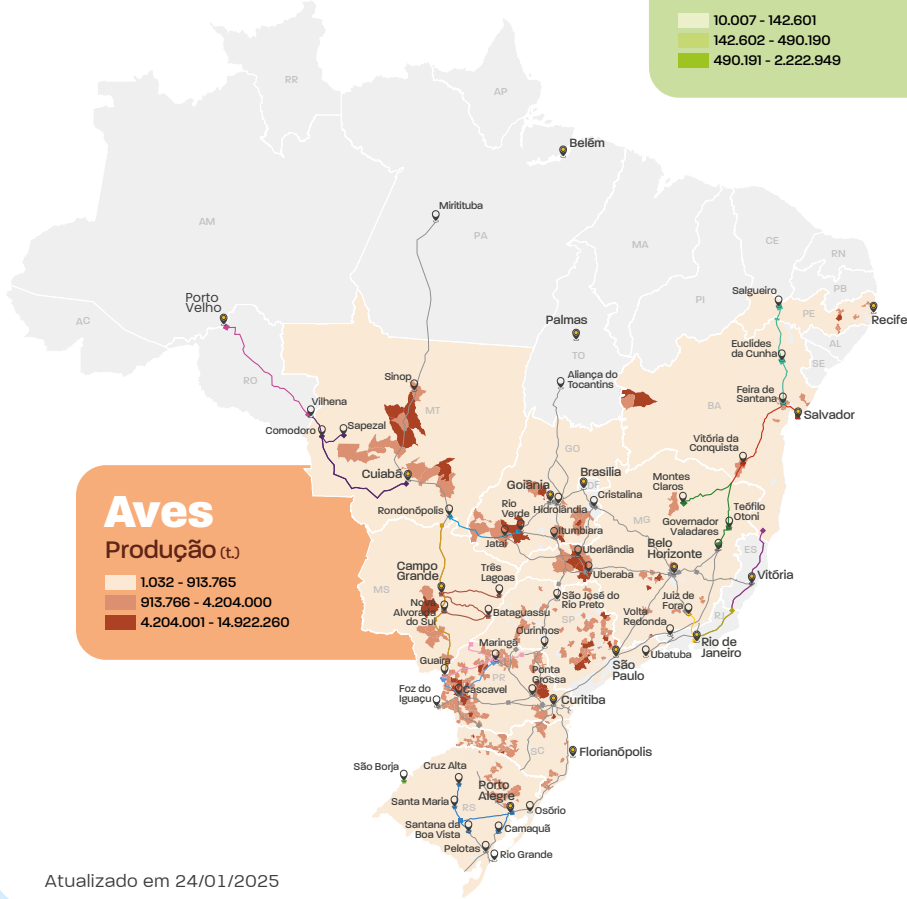 10.007 - 142.601
142.602 - 490.190
490.191 - 2.222.949
RR
AP
Belém
Miritituba
AM
PA
MA
CE
RN
PB
PI
Salgueiro
PE
Recife
Porto
Velho
AC
Palmas
AL
SE
Euclides
da Cunha
TO
RO
Sinop
Aliança do
Tocantins
MT
BA
Feira de
Santana
Salvador
Vilhena
Comodoro
Sapezal
Vitória da
Conquista
GO
Cuiabá
Goiânia
Brasilia
DF
Montes
Claros
Cristalina
Aves
Produção (t.)
1.032 - 913.765
913.766 - 4.204.000
4.204.001 - 14.922.260
Rondonópolis
Rio
Verde
Hidrolândia
Teófilo
Otoni
MG
Governador
Valadares
Jataí
Itumbiara
Uberlândia
Belo
Horizonte
ES
Uberaba
Vitória
Campo
Grande
Três
Lagoas
MS
Nova
Alvorada
do Sul
Bataguassu
São José do
Rio Preto
SP
Juiz de
Fora
Volta
Redonda
RJ
Rio de
Janeiro
Ourinhos
Maringá
São
Paulo
Ubatuba
Guaíra
PR
Ponta
Grossa
Foz do
Iguaçu
Cascavel
Curitiba
SC
Florianópolis
São Borja
Cruz Alta
Porto
Alegre
Santa Maria
RS
Osório
Santana da
Boa Vista
Camaquã
Pelotas
Rio Grande
Atualizado em 24/01/2025